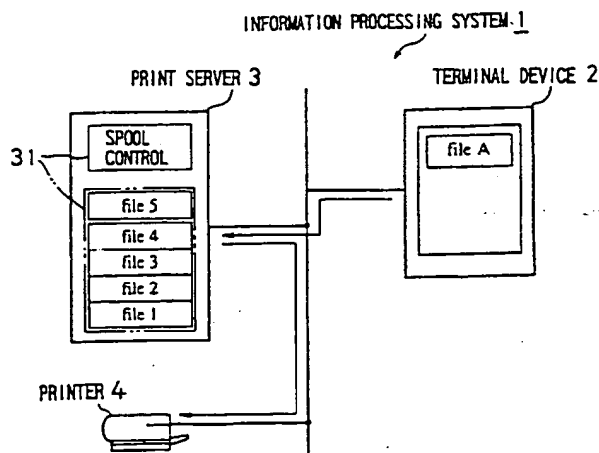 INFORMATION PROCESSING SYSTEM 1
PRINT SERVER 3
TERMINAL DEVICE 2
31
SPOOL
CONTROL
file A
file 5
file 4
file 3
file 2
file 1
PRINTER 4